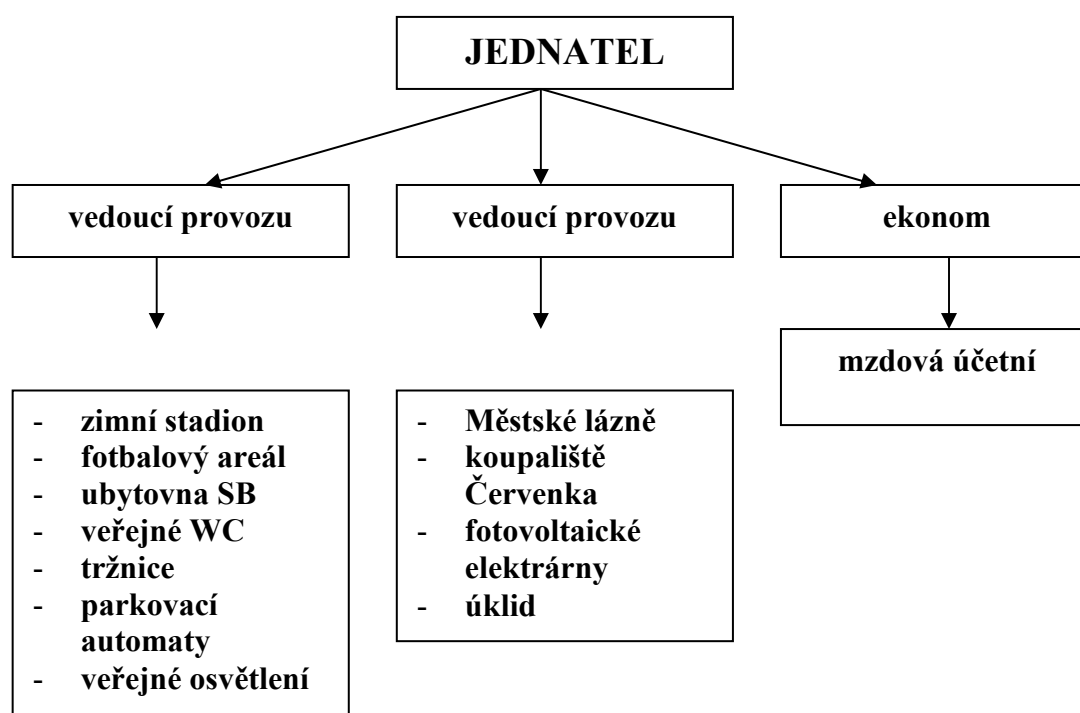 JEDNATEL
vedoucí provozu
vedoucí provozu
ekonom
mzdová účetní
- zimní stadion
- fotbalový areál
- ubytovna SB
- veřejné WC
- tržnice
- parkovací
automaty
- veřejné osvětlení
- Městské lázně
- koupaliště
Červenka
- fotovoltaické
elektrárny
- úklid